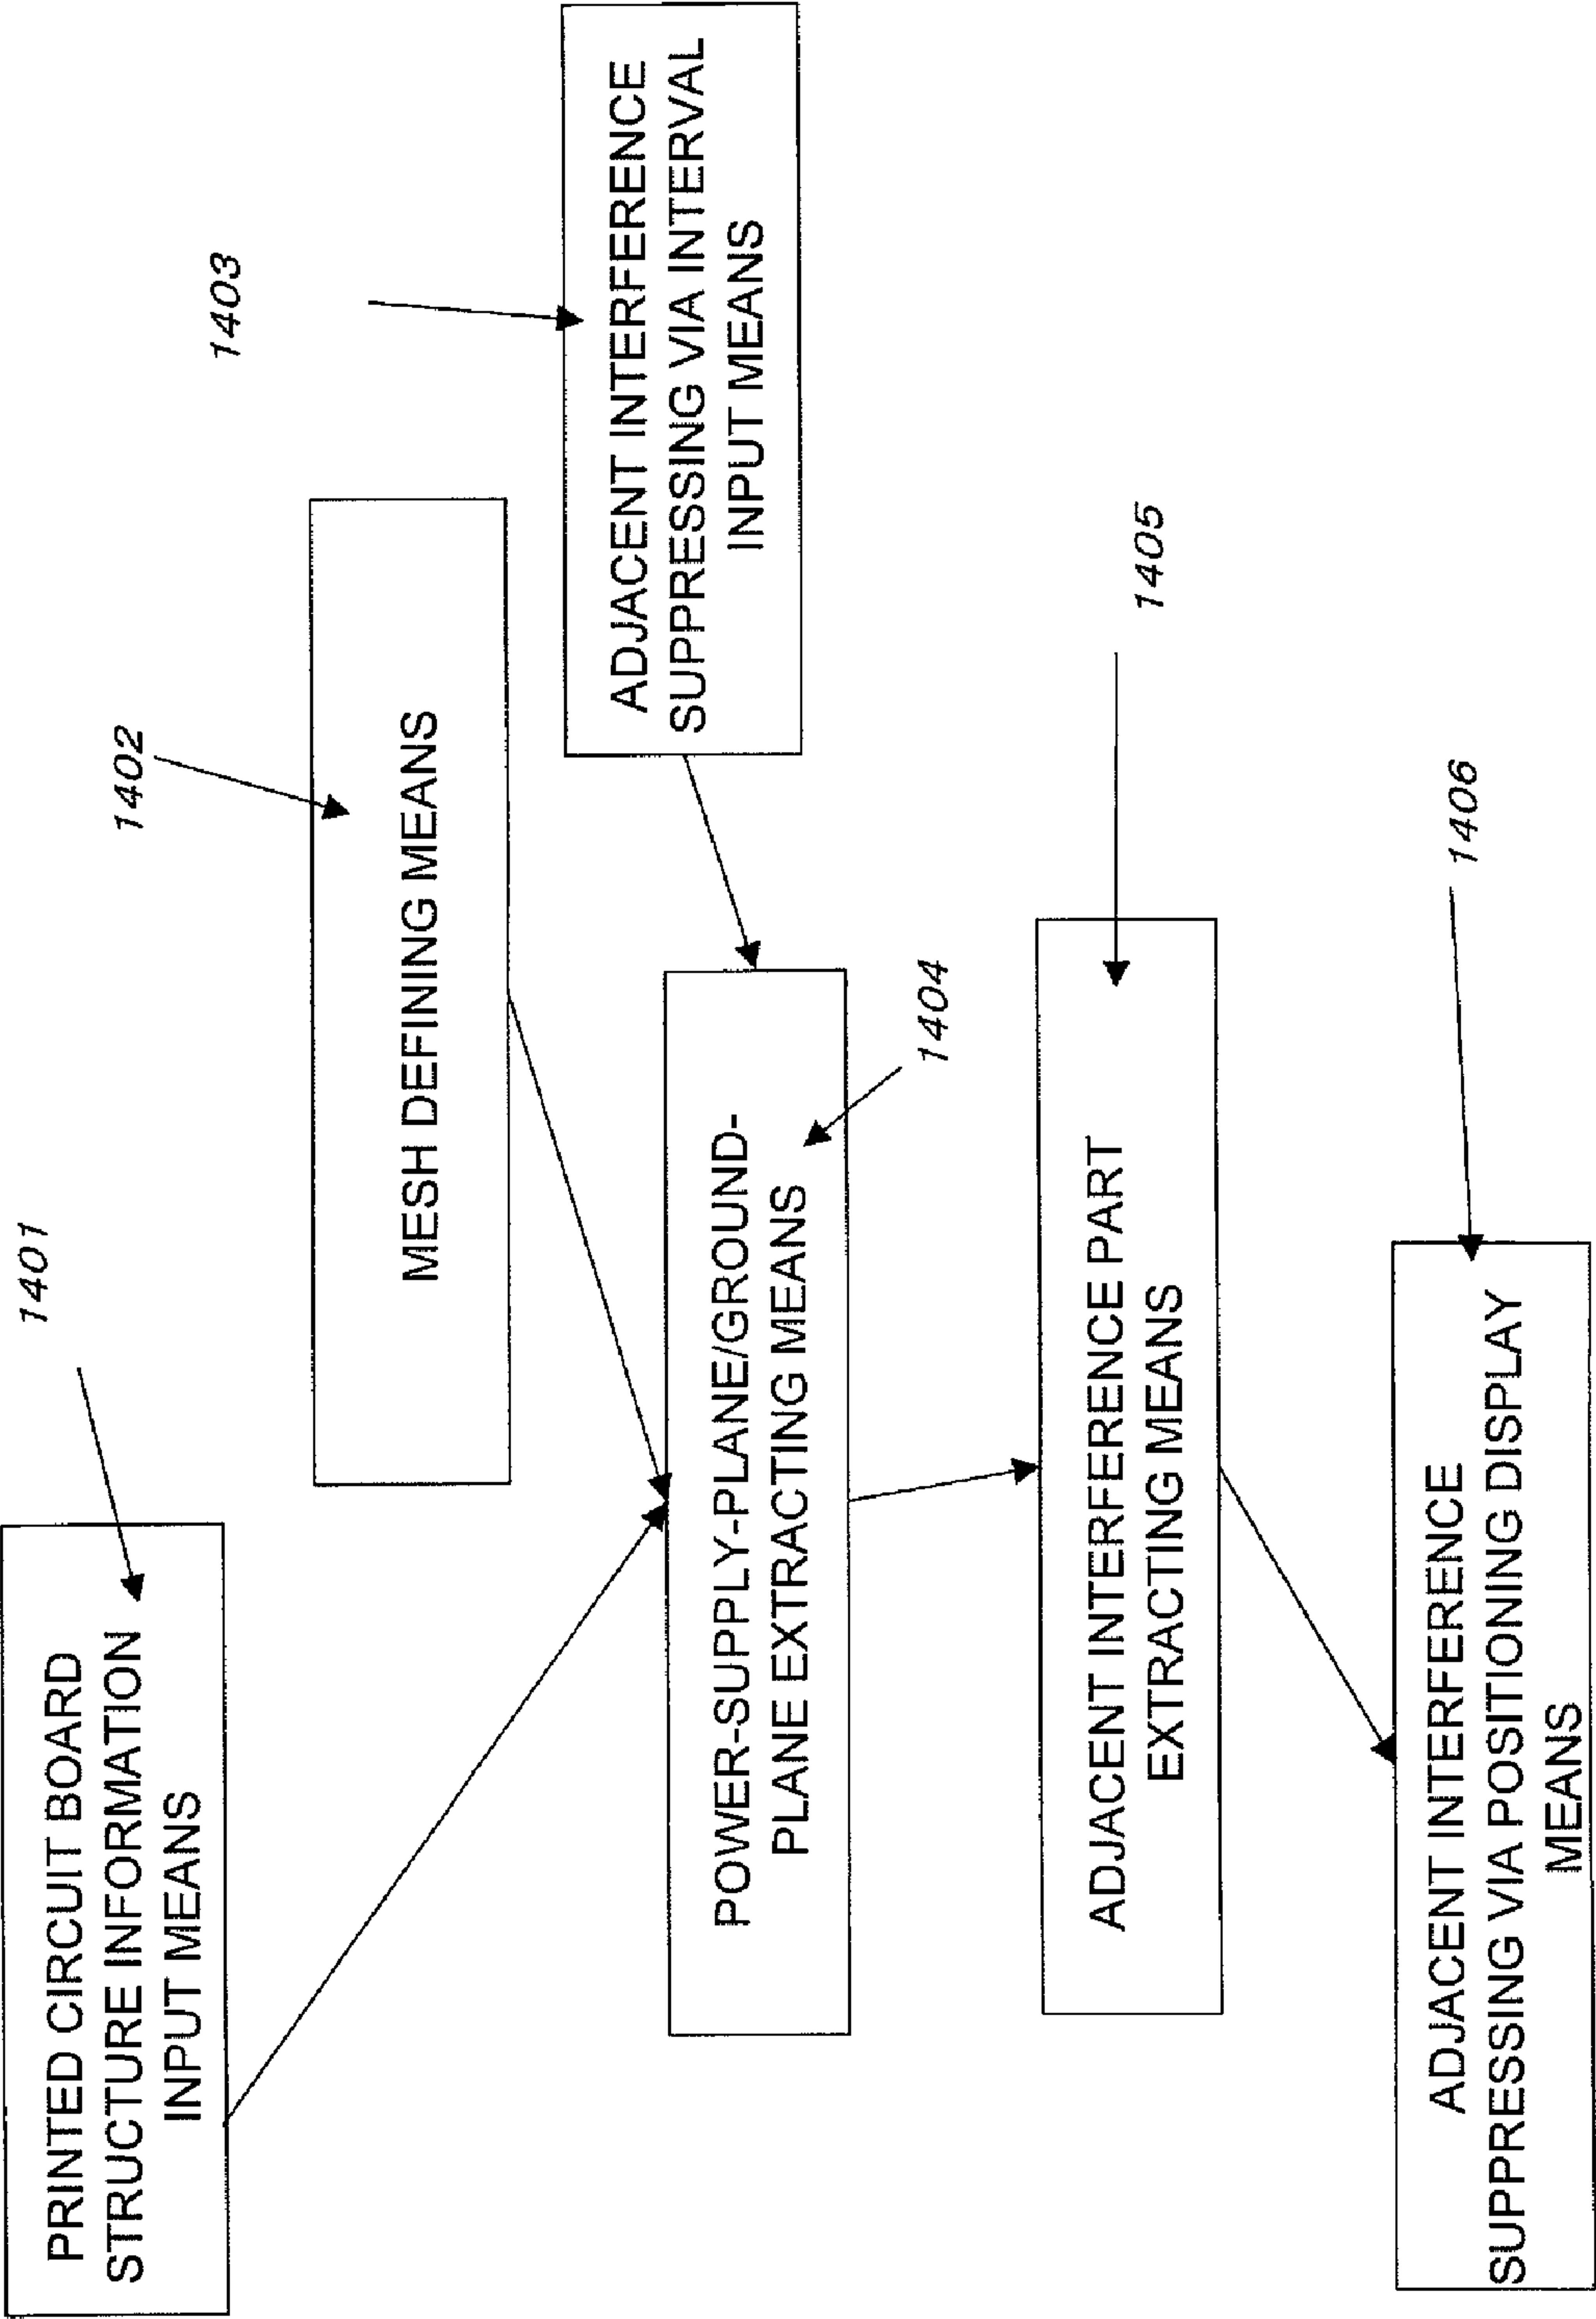 1401
PRINTED CIRCUIT BOARD
STRUCTURE INFORMATION
INPUT MEANS
1402
MESH DEFINING MEANS
1403
ADJACENT INTERFERENCE
SUPPRESSING VIA INTERVAL
INPUT MEANS
POWER-SUPPLY-PLANE/GROUND-
PLANE EXTRACTING MEANS
1404
ADJACENT INTERFERENCE PART
EXTRACTING MEANS
1405
ADJACENT INTERFERENCE
SUPPRESSING VIA POSITIONING DISPLAY
MEANS
1406